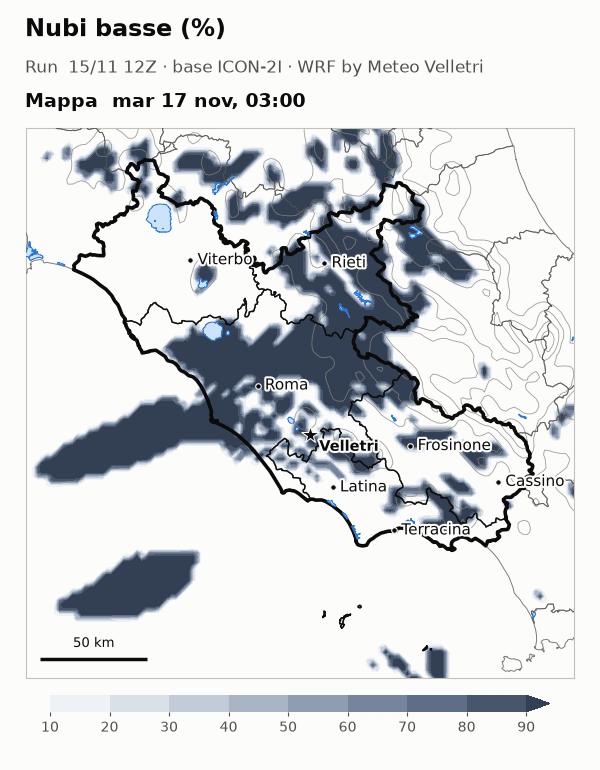 Nubi basse (%)
Run  15/11 12Z · base ICON-2I · WRF by Meteo Velletri
Mappa  mar 17 nov, 03:00
Viterbo
Rieti
Roma
Velletri
Frosinone
Latina
Cassino
Terracina
50 km
10 20 30 40 50 60 70 80 90